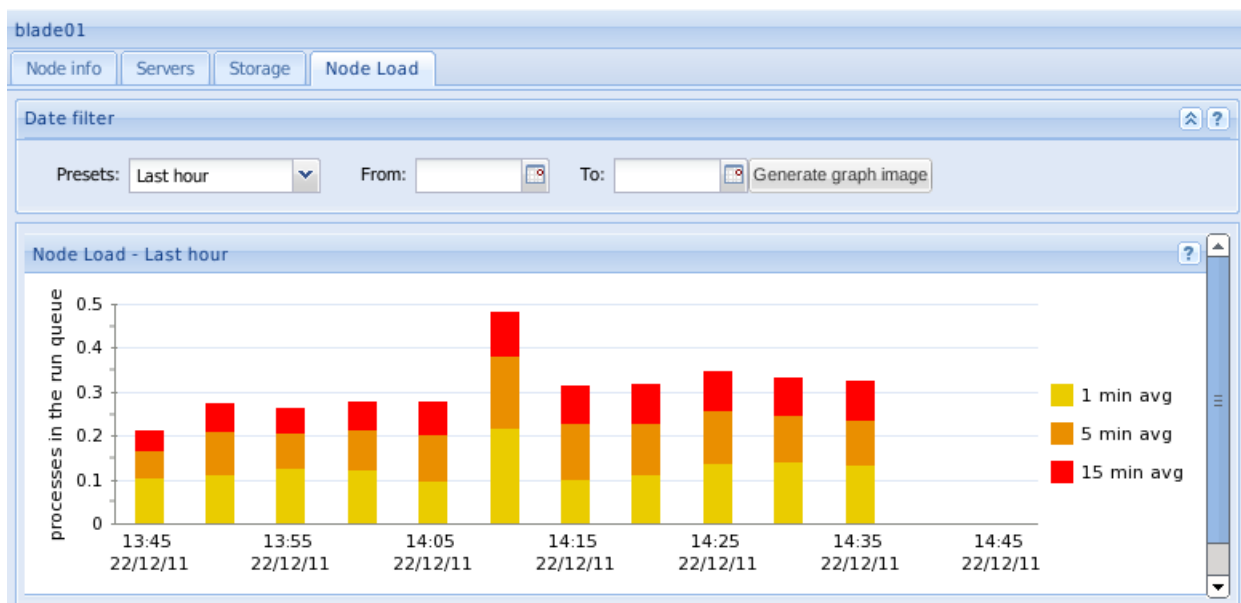 blade01
Node info Servers Storage Node Load
Date filter
?
Presets: Last hour From: To: Generate graph image
Node Load - Last hour
?
processes in the run queue
0.5
0.4
0.3
0.2
0.1
0
1 min avg
5 min avg
15 min avg
13:45 13:55 14:05 14:15 14:25 14:35 14:45
22/12/11 22/12/11 22/12/11 22/12/11 22/12/11 22/12/11 22/12/11